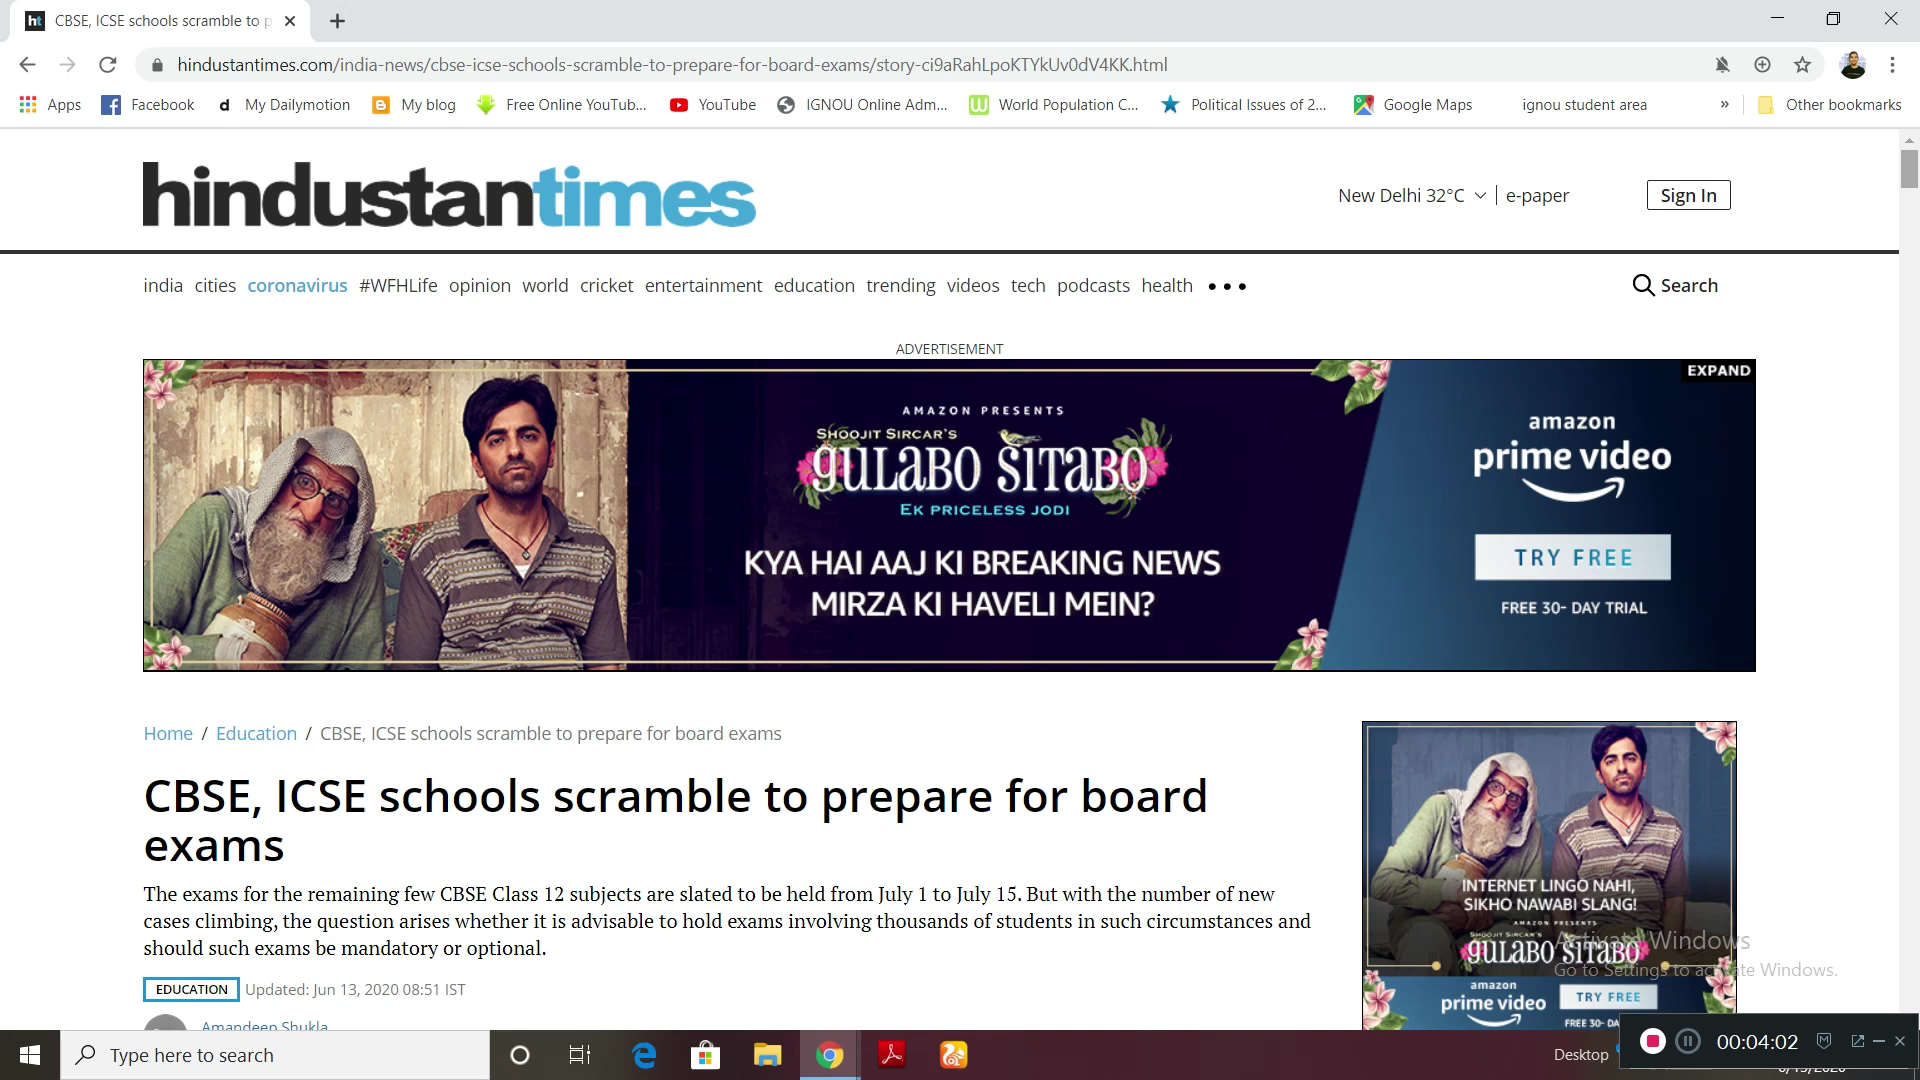 ht CBSE, ICSE schools scramble to p
hindustantimes.com/india-news/cbse-icse-schools-scramble-to-prepare-for-board-exams/story-ci9aRahLpoKTYkUv0dV4KK.html
Apps Facebook d My Dailymotion My blog Free Online YouTub... YouTube IGNOU Online Adm... World Population C... Political Issues of 2... Google Maps ignou student area » Other bookmarks
hindustantimes
New Delhi 32°C e-paper Sign In
india cities coronavirus #WFHLife opinion world cricket entertainment education trending videos tech podcasts health Search
ADVERTISEMENT
EXPAND
AMAZON PRESENTS
SHOOJIT SIRCAR'S
GULABO SITABO
EK PRICELESS JODI
KYA HAI AAJ KI BREAKING NEWS
MIRZA KI HAVELI MEIN?
amazon
prime video
TRY FREE
FREE 30- DAY TRIAL
Home / Education / CBSE, ICSE schools scramble to prepare for board exams
CBSE, ICSE schools scramble to prepare for board
exams
The exams for the remaining few CBSE Class 12 subjects are slated to be held from July 1 to July 15. But with the number of new
cases climbing, the question arises whether it is advisable to hold exams involving thousands of students in such circumstances and
should such exams be mandatory or optional.
EDUCATION Updated: Jun 13, 2020 08:51 IST
Amandeep Shukla
INTERNET LINGO NAHI,
SIKHO NAWABI SLANG!
AMAZON PRESENTS
SHOOJIT SIRCAR'S
GULABO SITABO
amazon
prime video
TRY FREE
FREE 30- DA
Activate Windows
Go to Settings to activate Windows.
Type here to search
Desktop
00:04:02